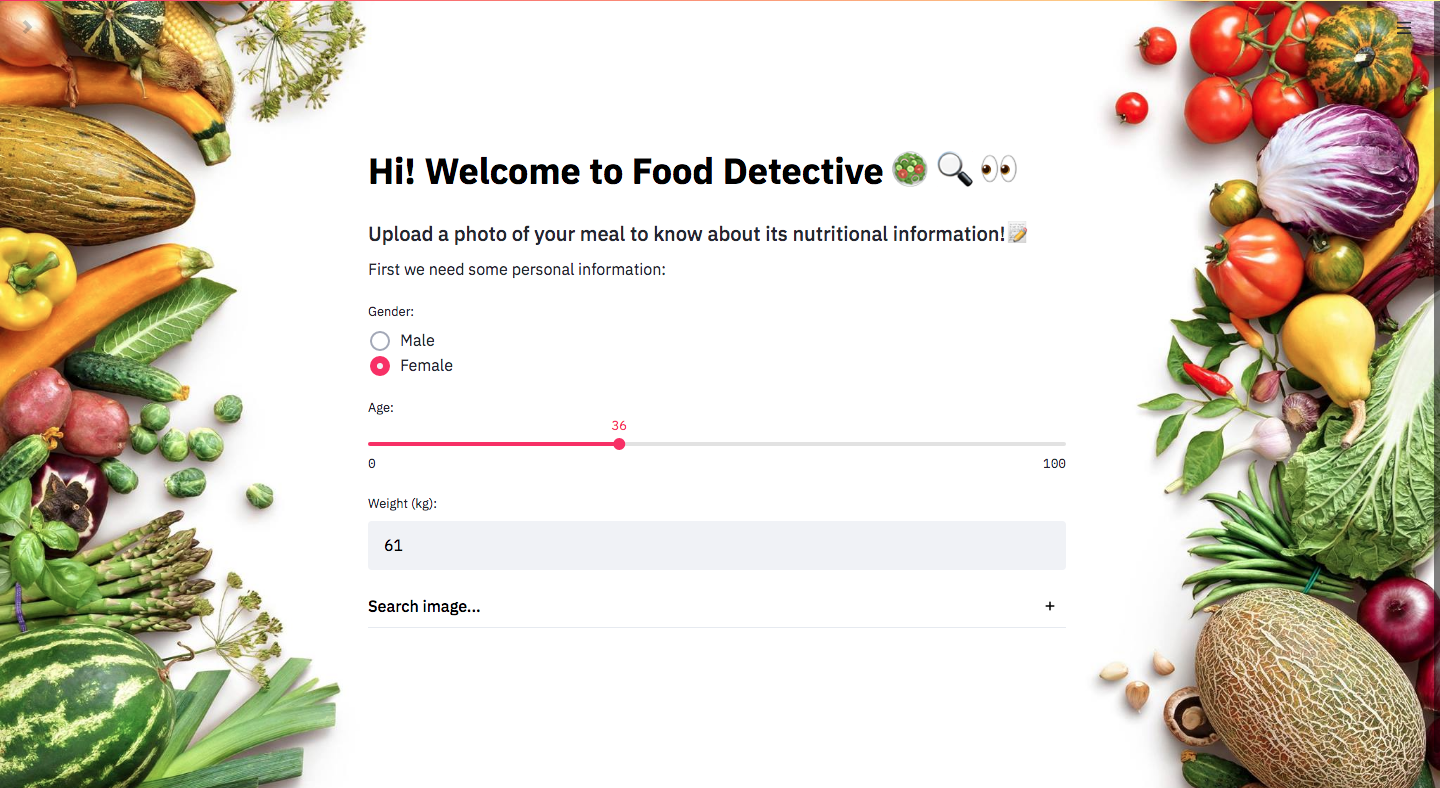 Hi! Welcome to Food Detective 🥗 🔍 👀
Upload a photo of your meal to know about its nutritional information!📝
First we need some personal information:
Gender:
Male
Female
Age:
36
0
100
Weight (kg):
61
Search image...
+